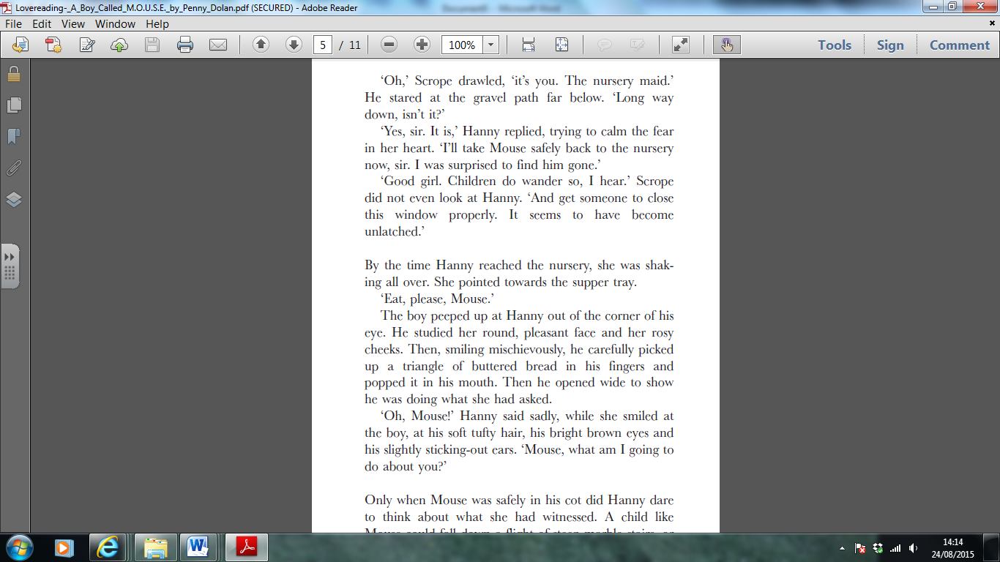 Lovereading-_A_Boy_Called_M.O.U.S.E._by_Penny_Dolan.pdf (SECURED) - Adobe Reader
File Edit View Window Help
5 / 11 100% Tools Sign Comment
‘Oh,’ Scrope drawled, ‘it’s you. The nursery maid.’
He stared at the gravel path far below. ‘Long way
down, isn’t it?’
‘Yes, sir. It is,’ Hanny replied, trying to calm the fear
in her heart. ‘I’ll take Mouse safely back to the nursery
now, sir. I was surprised to find him gone.’
‘Good girl. Children do wander so, I hear.’ Scrope
did not even look at Hanny. ‘And get someone to close
this window properly. It seems to have become
unlatched.’
By the time Hanny reached the nursery, she was shak-
ing all over. She pointed towards the supper tray.
‘Eat, please, Mouse.’
The boy peeped up at Hanny out of the corner of his
eye. He studied her round, pleasant face and her rosy
cheeks. Then, smiling mischievously, he carefully picked
up a triangle of buttered bread in his fingers and
popped it in his mouth. Then he opened wide to show
he was doing what she had asked.
‘Oh, Mouse!’ Hanny said sadly, while she smiled at
the boy, at his soft tufty hair, his bright brown eyes and
his slightly sticking-out ears. ‘Mouse, what am I going to
do about you?’
Only when Mouse was safely in his cot did Hanny dare
to think about what she had witnessed. A child like
14:14
24/08/2015